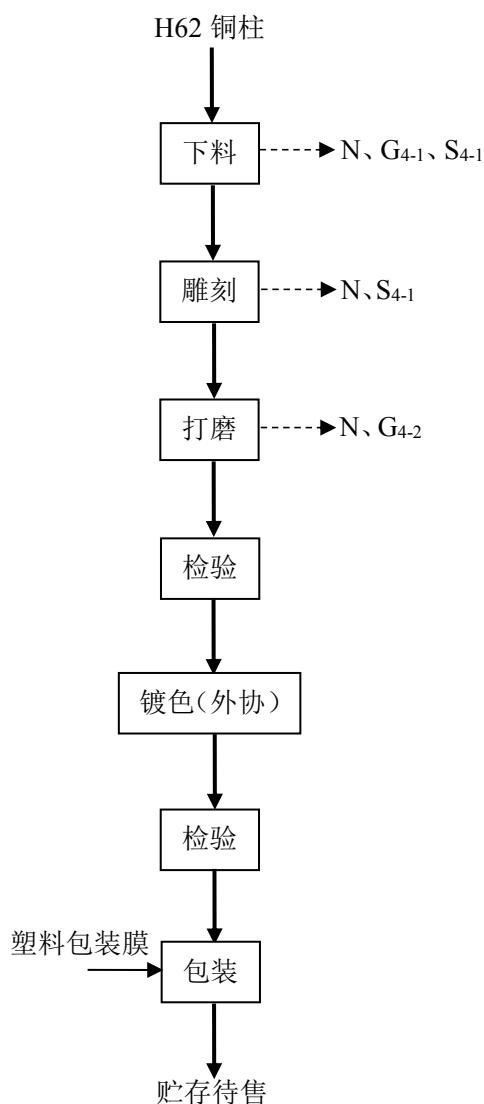 H62 铜柱
下料
N、G4-1、S4-1
雕刻
N、S4-1
打磨
N、G4-2
检验
镀色（外协）
检验
塑料包装膜
包装
贮存待售